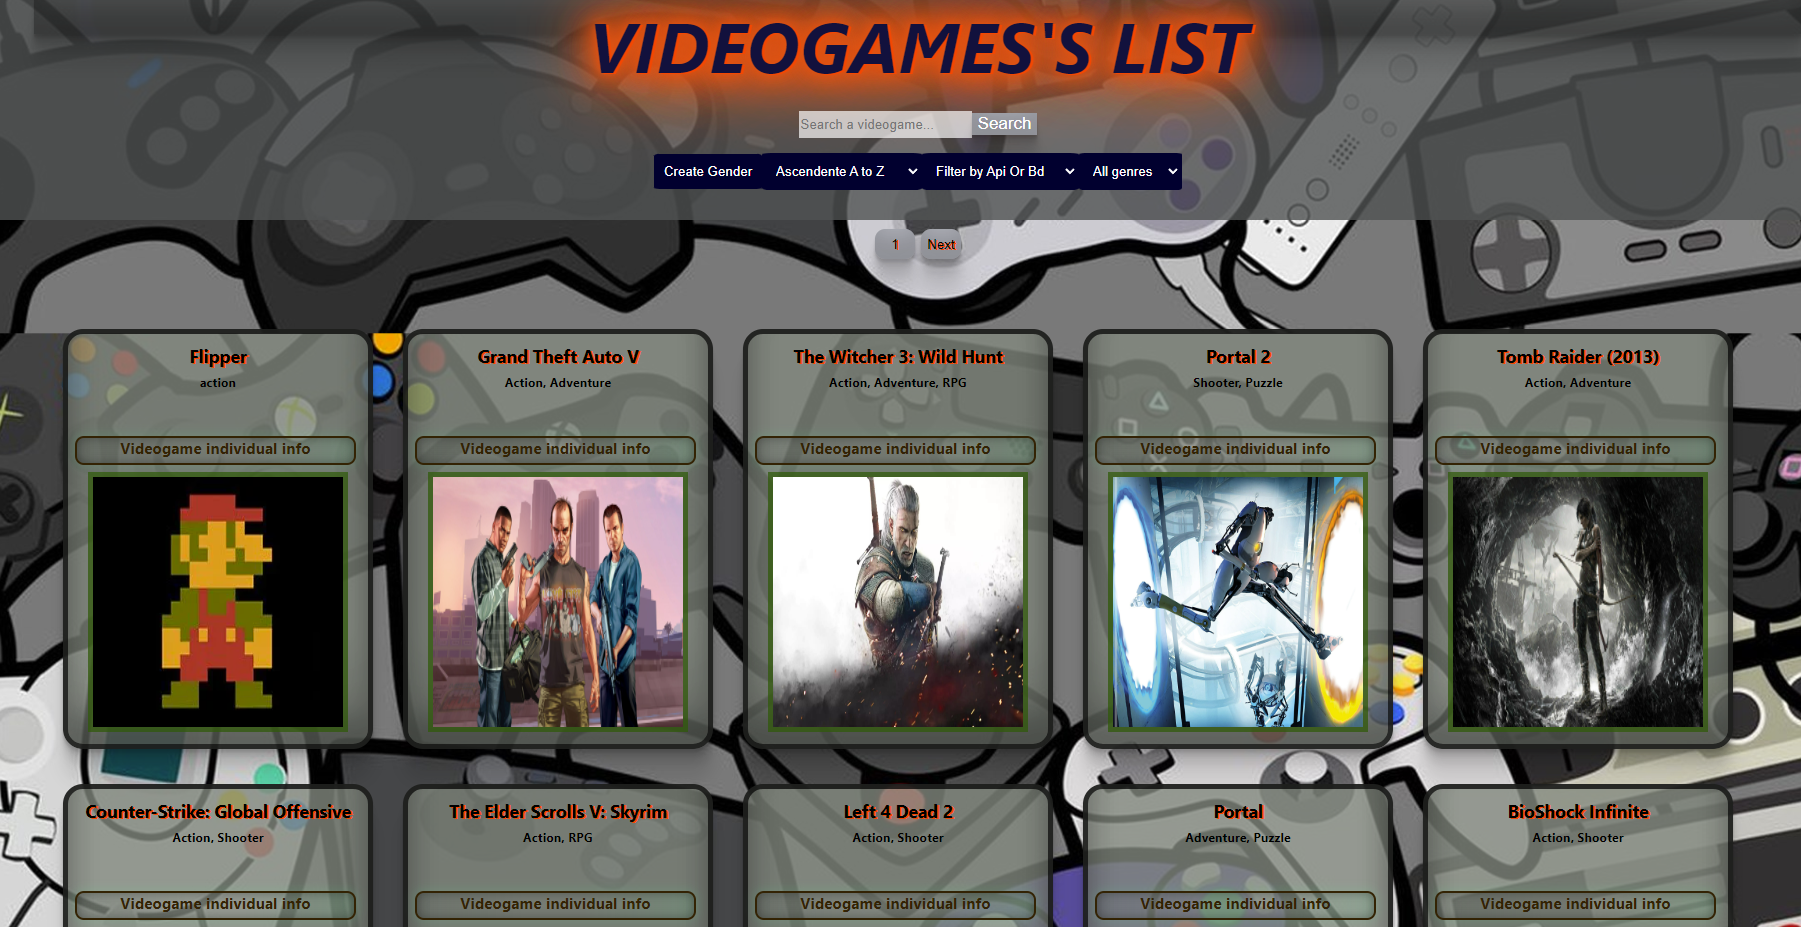 VIDEOGAMES'S LIST
Search a videogame... Search
Create Gender Ascendente A to Z Filter by Api Or Bd All genres
1 Next
Flipper
action
Videogame individual info
Grand Theft Auto V
Action, Adventure
Videogame individual info
The Witcher 3: Wild Hunt
Action, Adventure, RPG
Videogame individual info
Portal 2
Shooter, Puzzle
Videogame individual info
Tomb Raider (2013)
Action, Adventure
Videogame individual info
Counter-Strike: Global Offensive
Action, Shooter
Videogame individual info
The Elder Scrolls V: Skyrim
Action, RPG
Videogame individual info
Left 4 Dead 2
Action, Shooter
Videogame individual info
Portal
Adventure, Puzzle
Videogame individual info
BioShock Infinite
Action, Shooter
Videogame individual info